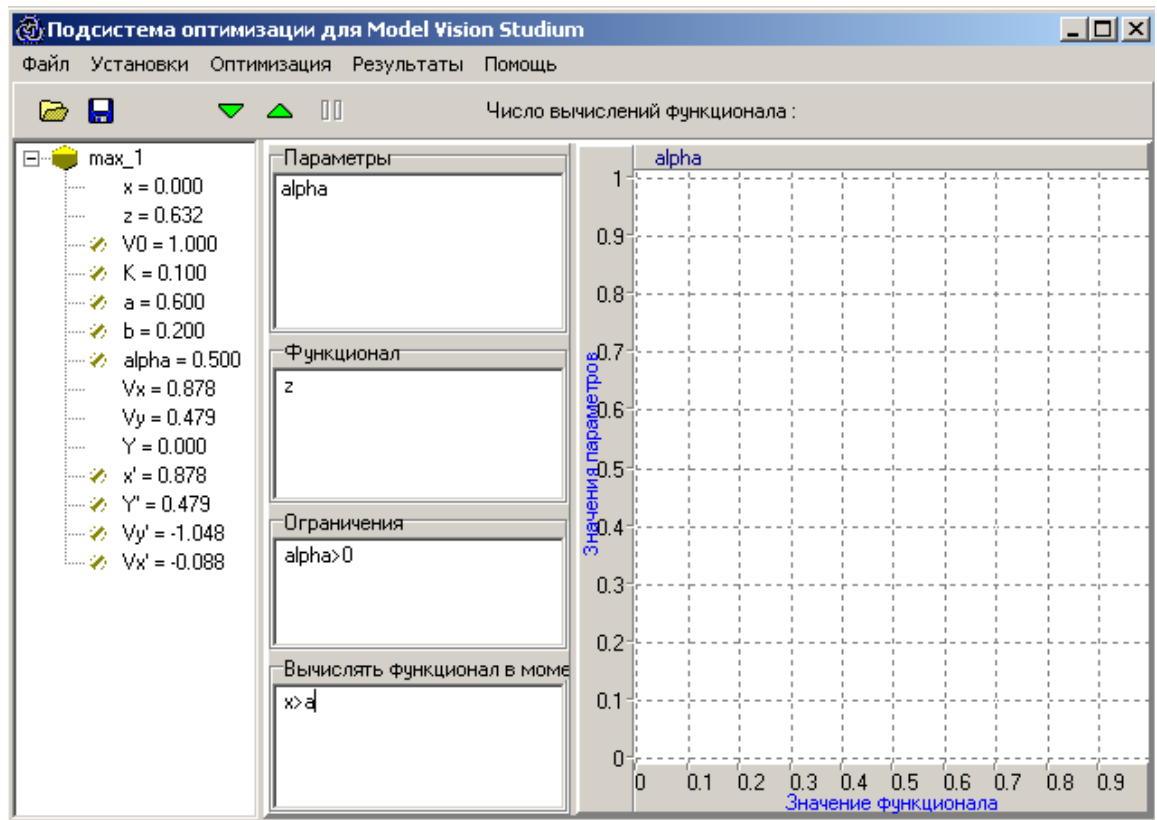 Подсистема оптимизации для Model Vision Studium
Файл Установки Оптимизация Результаты Помощь
Число вычислений функционала :
max_1
x = 0.000
z = 0.632
V0 = 1.000
K = 0.100
a = 0.600
b = 0.200
alpha = 0.500
Vx = 0.878
Vy = 0.479
Y = 0.000
x' = 0.878
Y' = 0.479
Vy' = -1.048
Vx' = -0.088
Параметры
alpha
Функционал
z
Ограничения
alpha>0
Вычислять функционал в моме
x>a
alpha
1
0.9
0.8
0.7
0.6
0.5
0.4
0.3
0.2
0.1
0
Значения параметров
0 0.1 0.2 0.3 0.4 0.5 0.6 0.7 0.8 0.9
Значение функционала